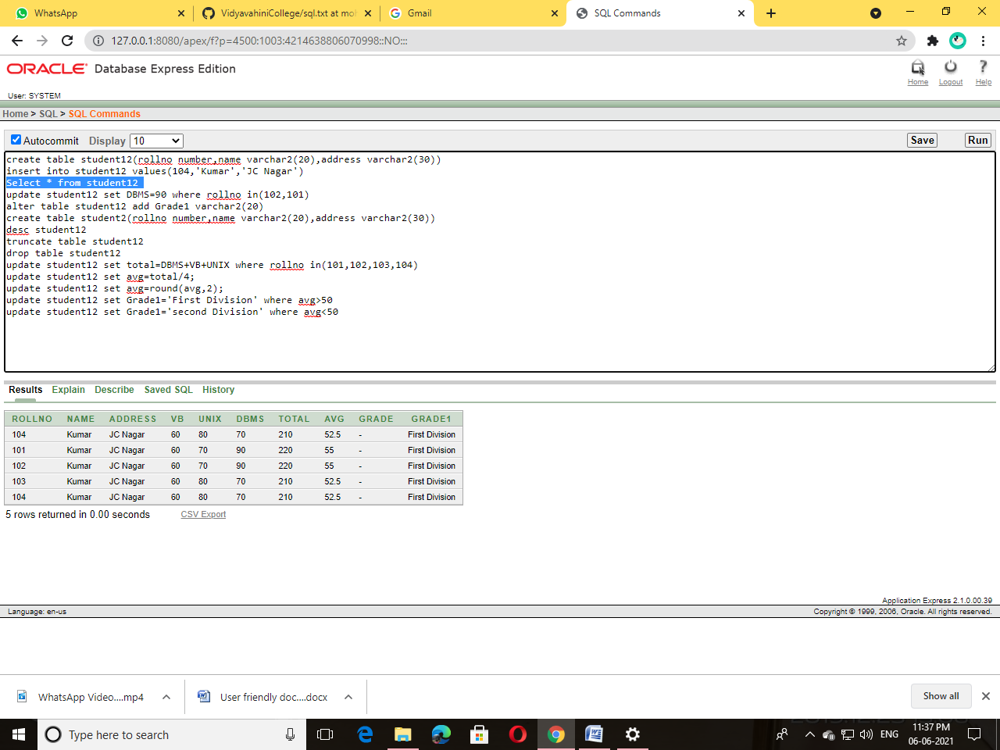 WhatsApp
VidyavahiniCollege/sql.txt at moh
Gmail
SQL Commands
127.0.0.1:8080/apex/f?p=4500:1003:4214638806070998::NO:::
ORACLE Database Express Edition
Home Logout Help
User: SYSTEM
Home > SQL > SQL Commands
Autocommit Display 10 Save Run
create table student12(rollno number,name varchar2(20),address varchar2(30))
insert into student12 values(104,'Kumar','JC Nagar')
Select * from student12
update student12 set DBMS=90 where rollno in(102,101)
alter table student12 add Grade1 varchar2(20)
create table student2(rollno number,name varchar2(20),address varchar2(30))
desc student12
truncate table student12
drop table student12
update student12 set total=DBMS+VB+UNIX where rollno in(101,102,103,104)
update student12 set avg=total/4;
update student12 set avg=round(avg,2);
update student12 set Grade1='First Division' where avg>50
update student12 set Grade1='second Division' where avg<50
Results Explain Describe Saved SQL History
ROLLNO NAME ADDRESS VB UNIX DBMS TOTAL AVG GRADE GRADE1
104 Kumar JC Nagar 60 80 70 210 52.5 - First Division
101 Kumar JC Nagar 60 70 90 220 55 - First Division
102 Kumar JC Nagar 60 70 90 220 55 - First Division
103 Kumar JC Nagar 60 80 70 210 52.5 - First Division
104 Kumar JC Nagar 60 80 70 210 52.5 - First Division
5 rows returned in 0.00 seconds CSV Export
Application Express 2.1.0.00.39
Language: en-us Copyright © 1999, 2006, Oracle. All rights reserved.
WhatsApp Video....mp4 User friendly doc....docx Show all
Type here to search ENG 11:37 PM
06-06-2021